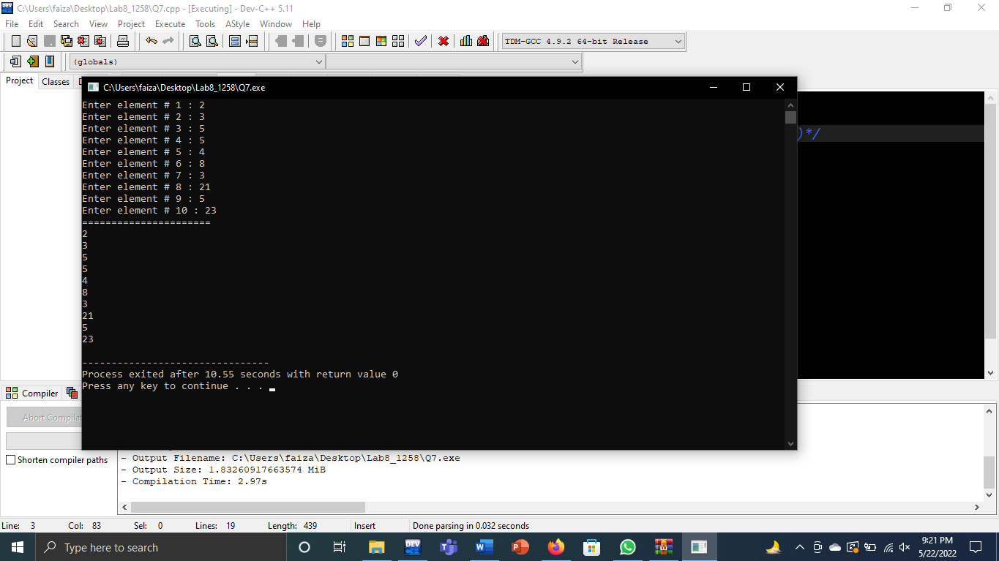 C:\Users\faiza\Desktop\Lab8_1258\Q7.cpp - [Executing] - Dev-C++ 5.11
File Edit Search View Project Execute Tools AStyle Window Help
TDM-GCC 4.9.2 64-bit Release
(globals)
Project Classes
C:\Users\faiza\Desktop\Lab8_1258\Q7.exe
Enter element # 1 : 2
Enter element # 2 : 3
Enter element # 3 : 5
)*/
Enter element # 4 : 5
Enter element # 5 : 4
Enter element # 6 : 8
Enter element # 7 : 3
Enter element # 8 : 21
Enter element # 9 : 5
Enter element # 10 : 23
======================
2
3
5
5
4
8
3
21
5
23
--------------------------------
Process exited after 10.55 seconds with return value 0
Press any key to continue . . .
Compiler
Abort Compilat
Shorten compiler paths
- Output Filename: C:\Users\faiza\Desktop\Lab8_1258\Q7.exe
- Output Size: 1.83260917663574 MiB
- Compilation Time: 2.97s
Line: 3 Col: 83 Sel: 0 Lines: 19 Length: 439 Insert Done parsing in 0.032 seconds
Type here to search
9:21 PM
5/22/2022